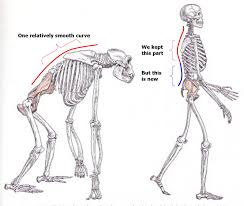 One relatively smooth curve
We kept
this part
But this
is new